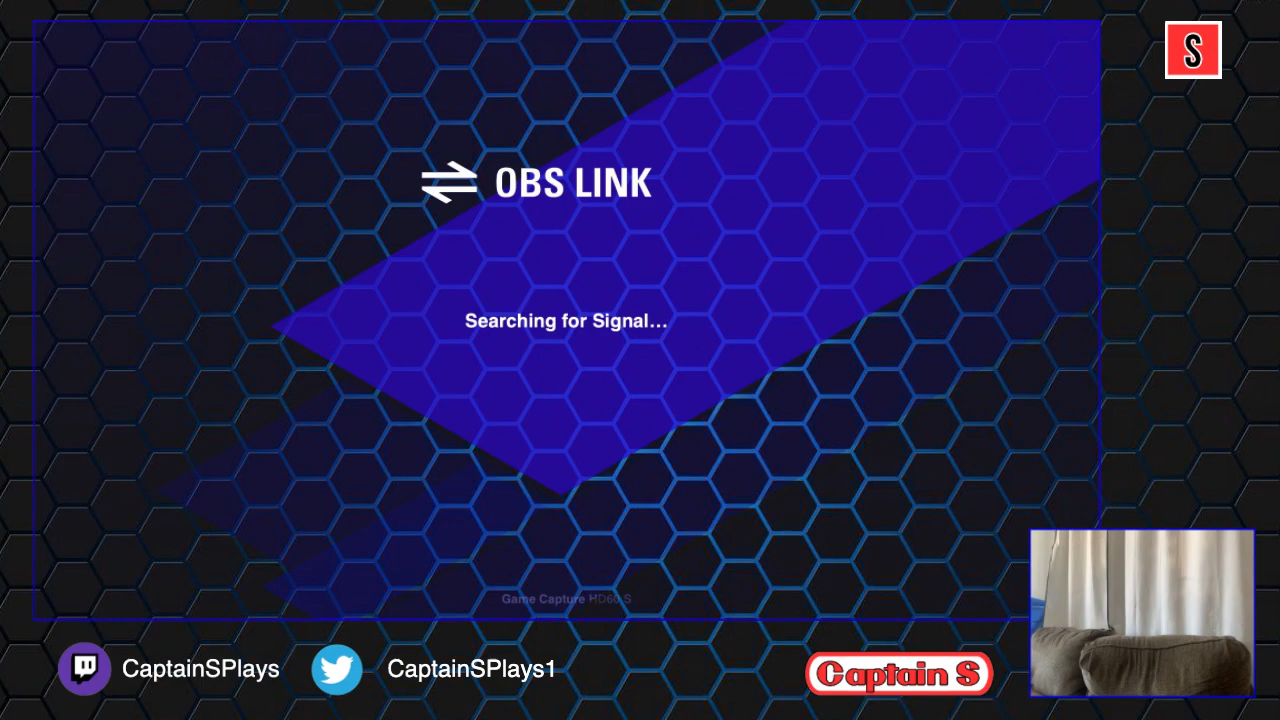 S
OBS LINK
Searching for Signal...
Game Capture HD60 S
CaptainSPlays
CaptainSPlays1
Captain S